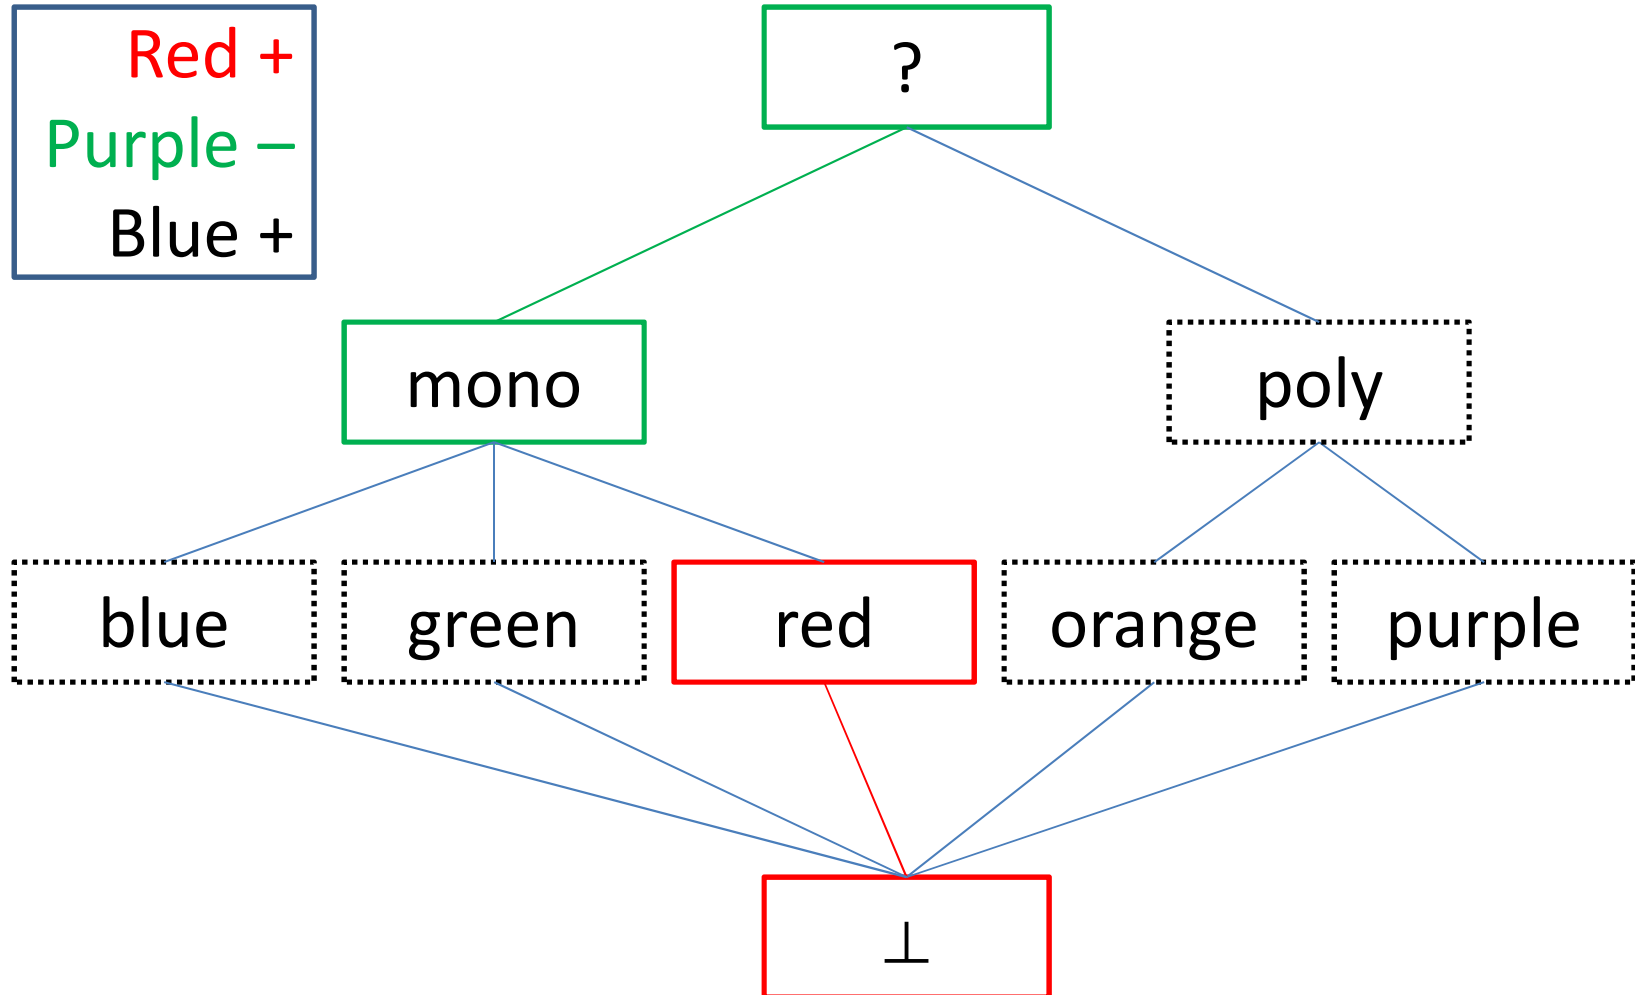 Red +
Purple –
Blue +
?
mono
poly
blue
green
red
orange
purple
⊥